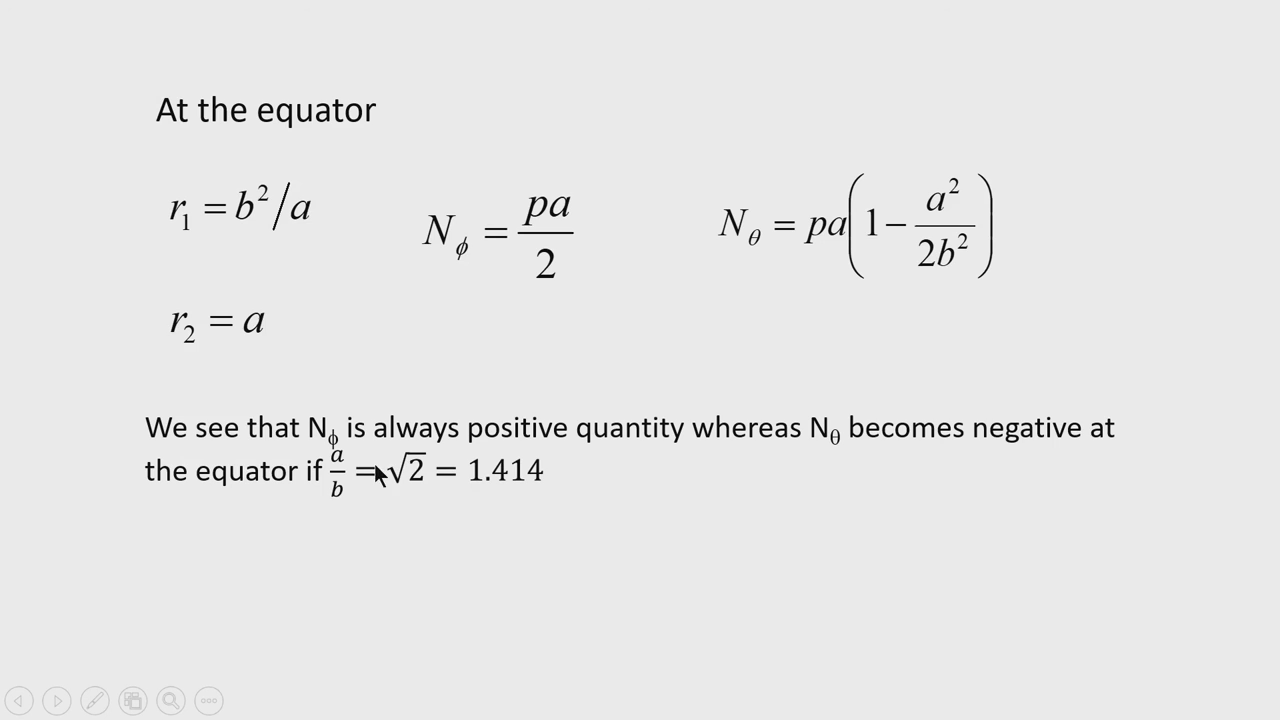 At the equator
r₁ = b²/a
N_ϕ = pa/2
N_θ = pa(1 − a²/2b²)
r₂ = a
We see that N_ϕ is always positive quantity whereas N_θ becomes negative at
the equator if a/b = √2 = 1.414